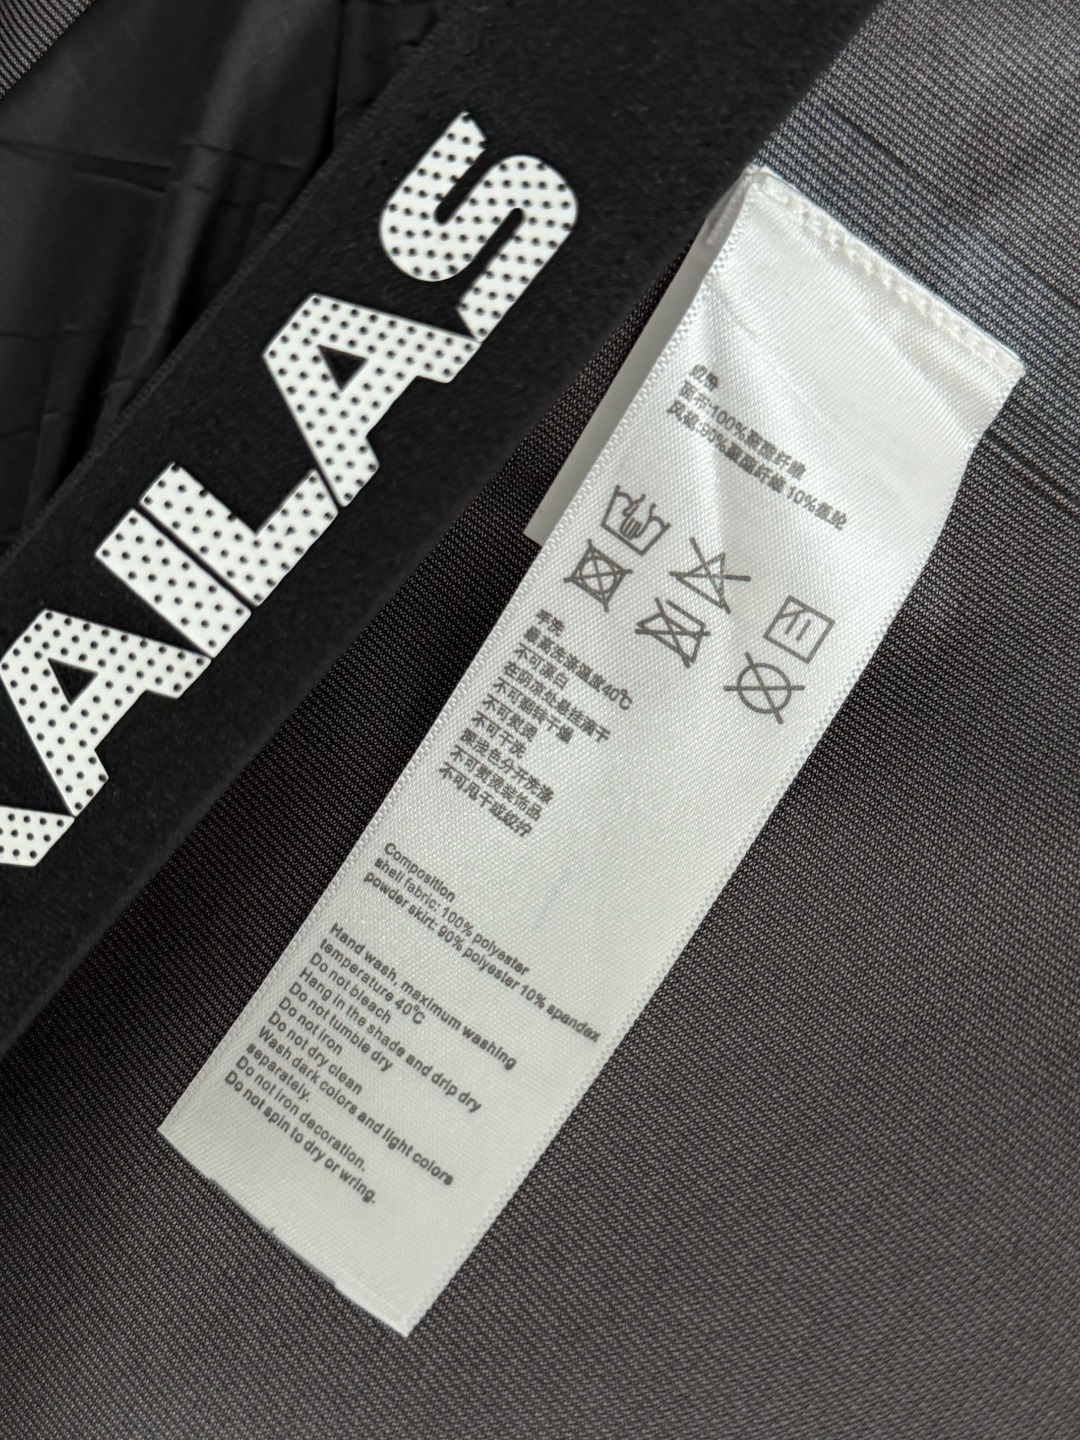 KAILAS
成份
面布:100%聚酯纤维
风裙:90%聚酯纤维 10%氨纶
手洗
最高洗涤温度40℃
不可漂白
在阴凉处悬挂滴干
不可翻转干燥
不可熨烫
不可干洗
深浅色分开洗涤
不可熨烫装饰品
不可甩干或绞拧
Composition
shell fabric: 100% polyester
powder skirt: 90% polyester 10% spandex
Hand wash, maximum washing
temperature 40℃
Do not bleach
Hang in the shade and drip dry
Do not tumble dry
Do not iron
Do not dry clean
Wash dark colors and light colors
separataly.
Do not iron decoration.
Do not spin to dry or wring.